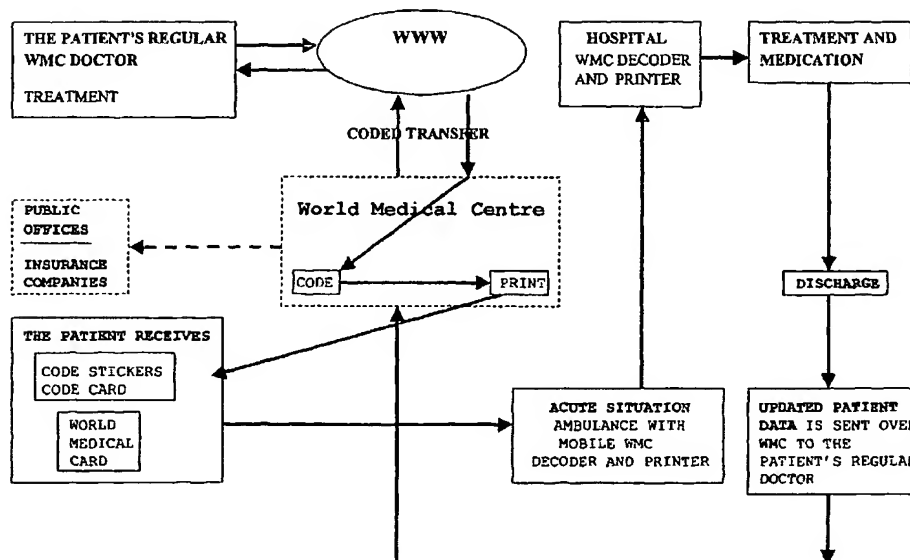 THE PATIENT'S REGULAR
WMC DOCTOR
TREATMENT
WWW
HOSPITAL
WMC DECODER
AND PRINTER
TREATMENT AND
MEDICATION
CODED TRANSFER
PUBLIC
OFFICES
INSURANCE
COMPANIES
World Medical Centre
CODE
PRINT
DISCHARGE
THE PATIENT RECEIVES
CODE STICKERS
CODE CARD
WORLD
MEDICAL
CARD
ACUTE SITUATION
AMBULANCE WITH
MOBILE WMC
DECODER AND PRINTER
UPDATED PATIENT
DATA IS SENT OVER
WMC TO THE
PATIENT'S REGULAR
DOCTOR